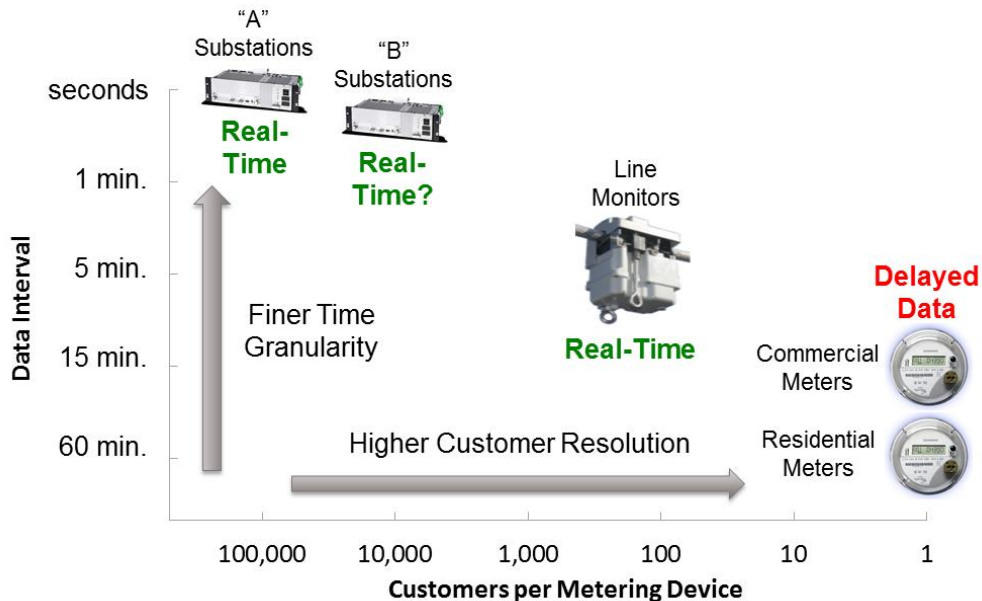 “A”
Substations
“B”
Substations
seconds
Real-
Time
Real-
Time?
1 min.
Line
Monitors
5 min.
Delayed
Data
Finer Time
Granularity
Real-Time
15 min.
Commercial
Meters
60 min.
Higher Customer Resolution
Residential
Meters
Data Interval
100,000
10,000
1,000
100
10
1
Customers per Metering Device